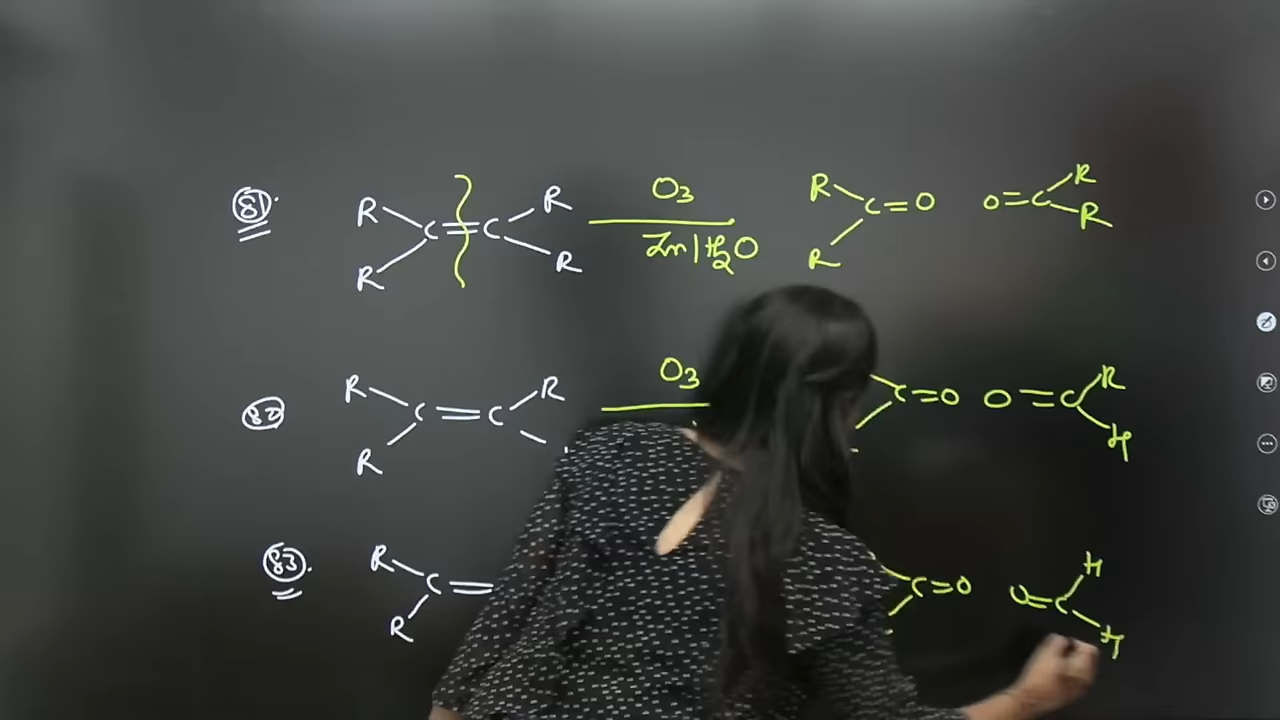 81.
R R
C=C
R R
O3
Zn|H2O
R
C=O O=C
R R
R
82
R R
C=C
R
O3
C=O O=C
R
H
83.
R
C=
R
C=O O=C
H
H